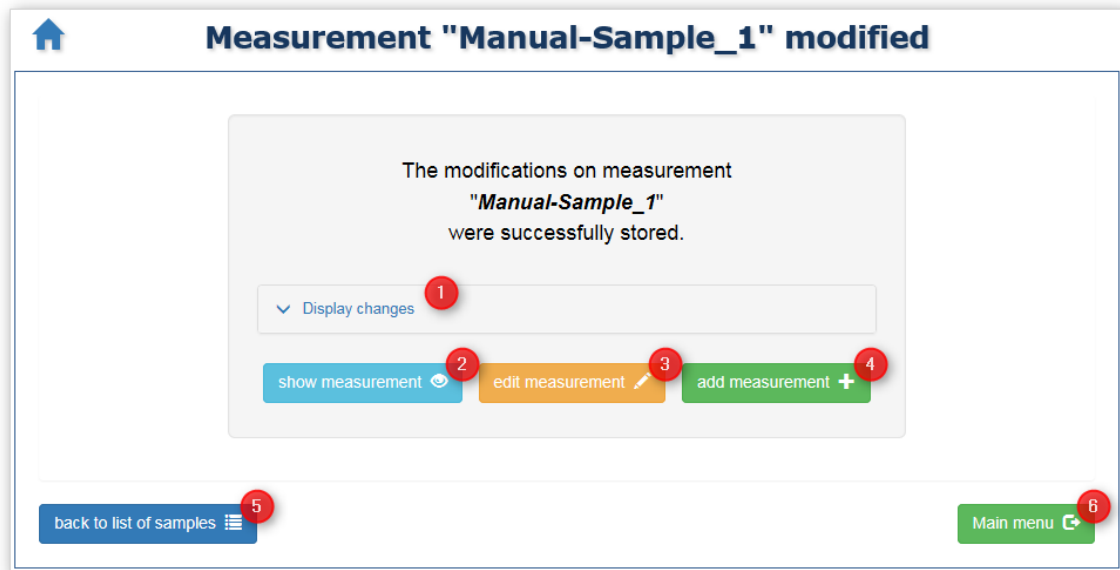 Measurement "Manual-Sample_1" modified
The modifications on measurement
"Manual-Sample_1"
were successfully stored.
1
Display changes
2
3
4
show measurement
edit measurement
add measurement
5
6
back to list of samples
Main menu